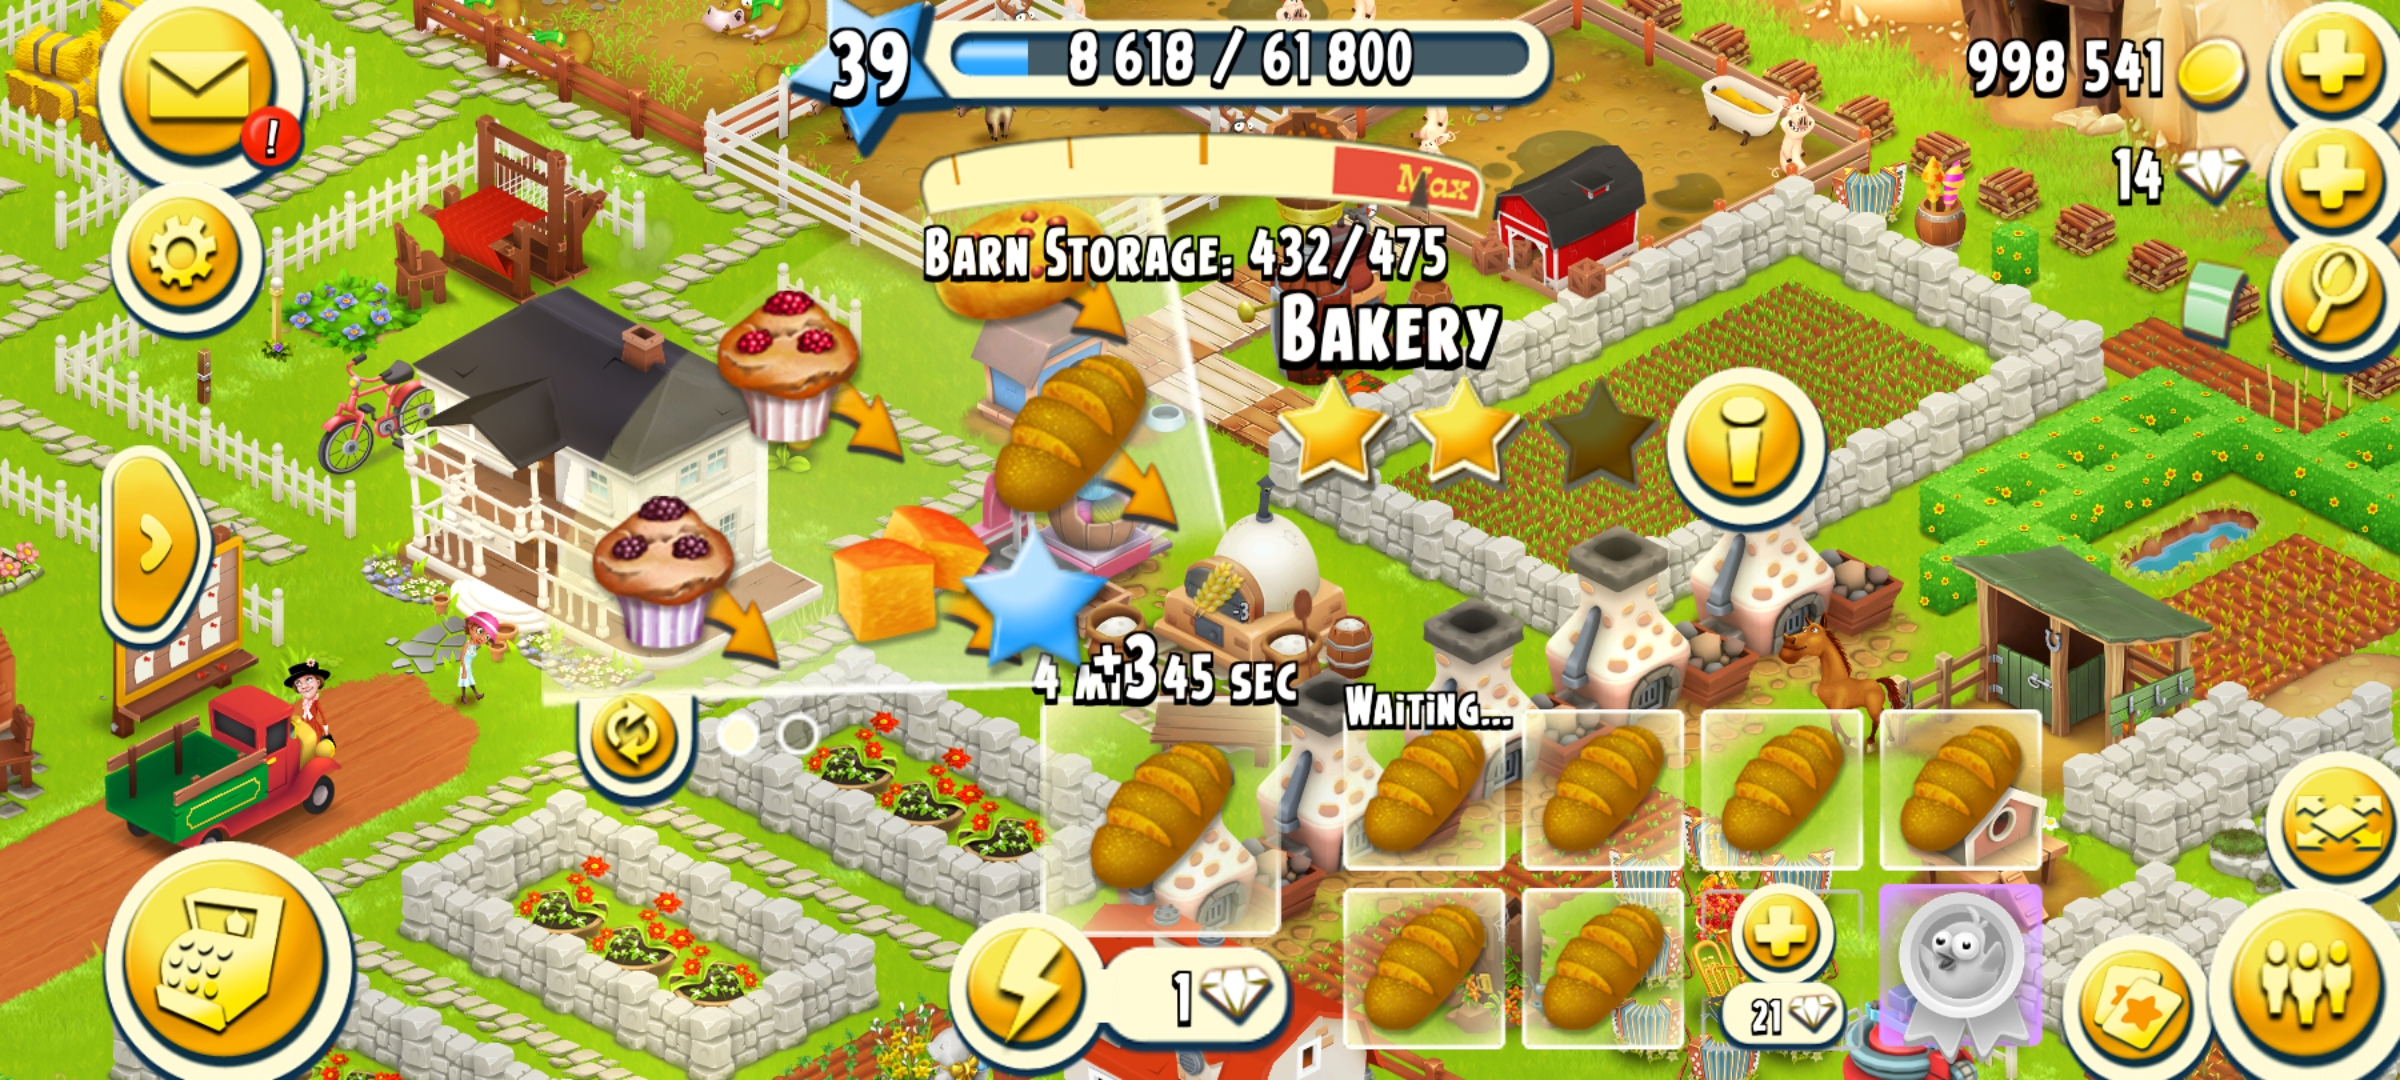 39
8 618 / 61 800
998 541
!
Max
14
BARN STORAGE: 432/475
BAKERY
-3
+3
45 SEC
WAITING...
1
21